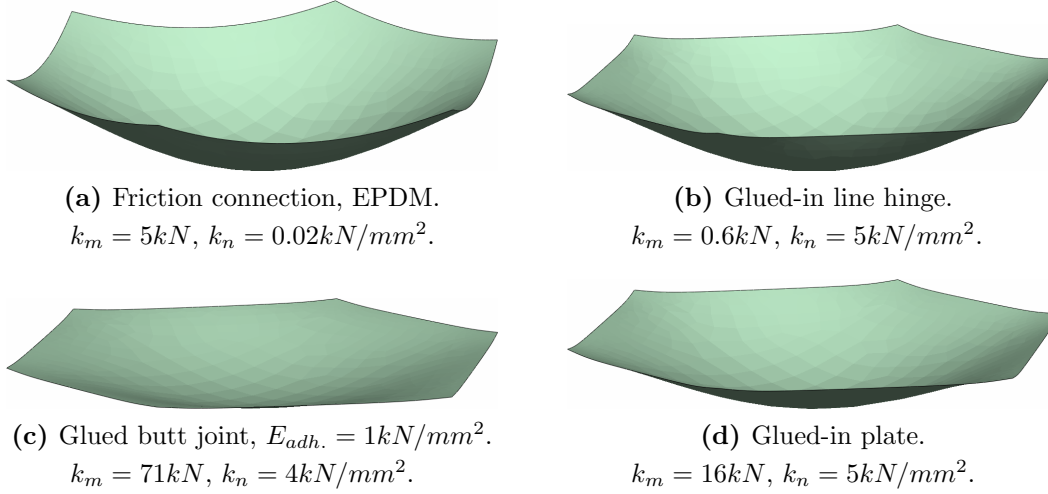 (a) Friction connection, EPDM.
k_m = 5kN, k_n = 0.02kN/mm^2.
(b) Glued-in line hinge.
k_m = 0.6kN, k_n = 5kN/mm^2.
(c) Glued butt joint, E_{adh.} = 1kN/mm^2.
k_m = 71kN, k_n = 4kN/mm^2.
(d) Glued-in plate.
k_m = 16kN, k_n = 5kN/mm^2.